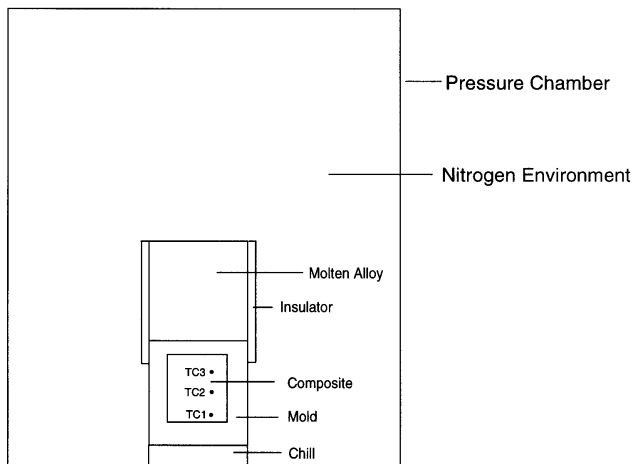 Pressure Chamber
Nitrogen Environment
Molten Alloy
Insulator
TC3
Composite
TC2
TC1
Mold
Chill